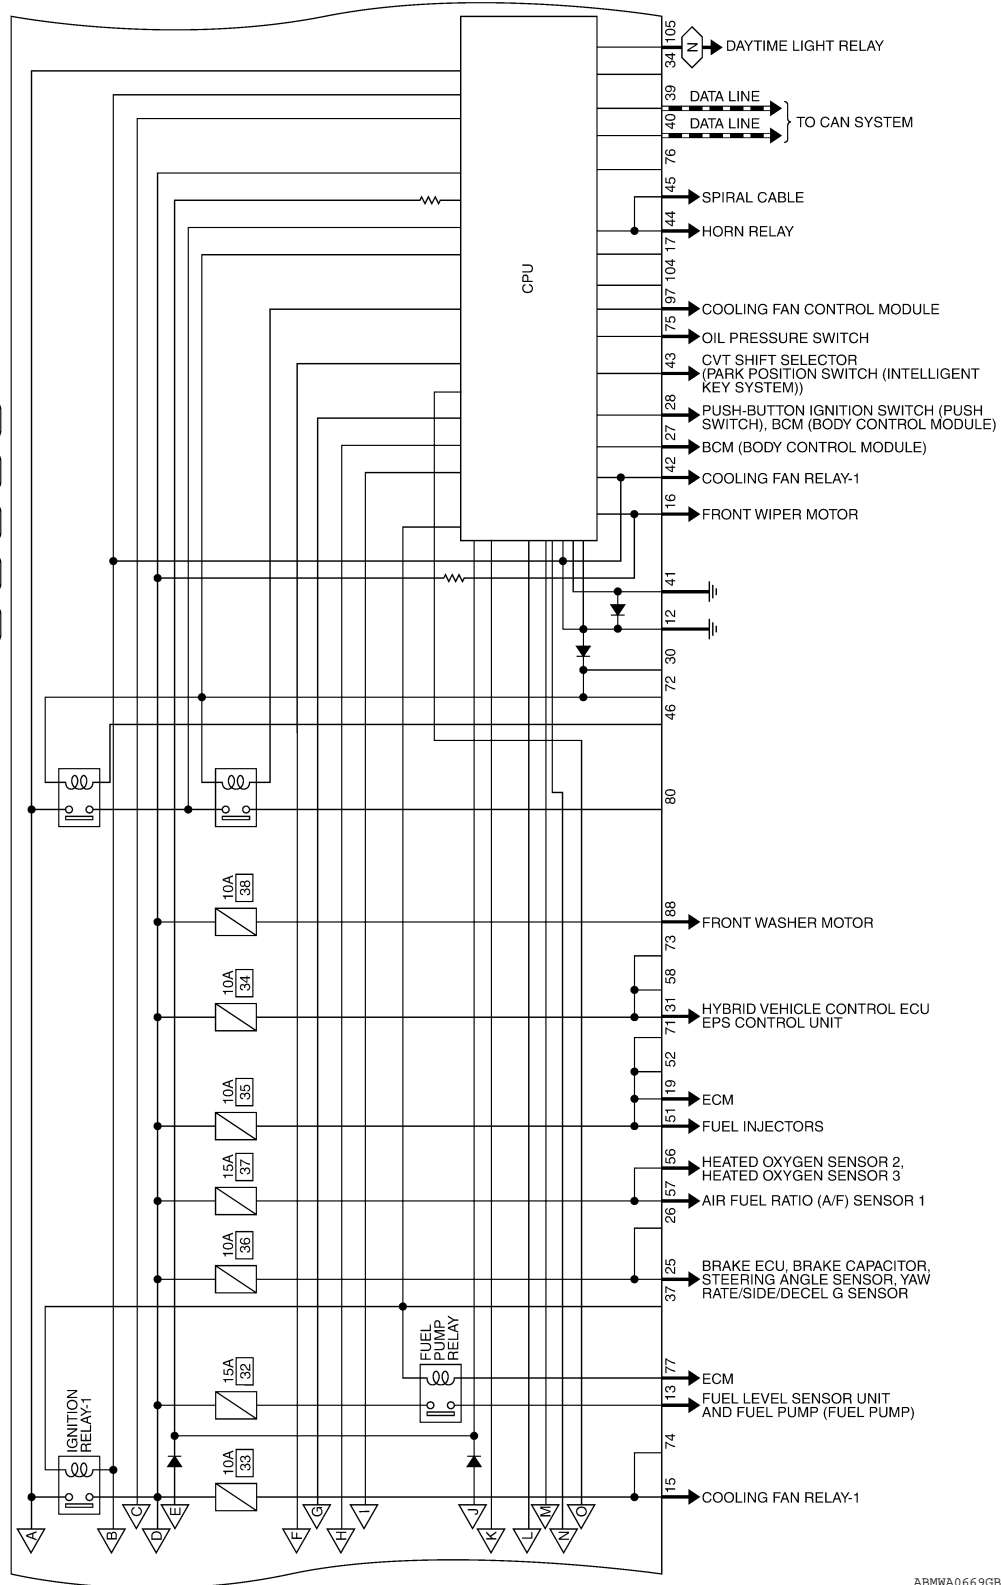 105
N
DAYTIME LIGHT RELAY
34
39
DATA LINE
40
DATA LINE
TO CAN SYSTEM
76
45
SPIRAL CABLE
44
HORN RELAY
17
104
97
COOLING FAN CONTROL MODULE
75
OIL PRESSURE SWITCH
43
CVT SHIFT SELECTOR
(PARK POSITION SWITCH (INTELLIGENT
KEY SYSTEM))
28
PUSH-BUTTON IGNITION SWITCH (PUSH
SWITCH), BCM (BODY CONTROL MODULE)
27
BCM (BODY CONTROL MODULE)
42
COOLING FAN RELAY-1
16
FRONT WIPER MOTOR
CPU
41
12
30
72
46
80
10A
38
88
FRONT WASHER MOTOR
73
10A
34
58
31
HYBRID VEHICLE CONTROL ECU
EPS CONTROL UNIT
71
52
10A
35
19
ECM
51
FUEL INJECTORS
15A
37
56
HEATED OXYGEN SENSOR 2,
HEATED OXYGEN SENSOR 3
57
AIR FUEL RATIO (A/F) SENSOR 1
26
10A
36
25
BRAKE ECU, BRAKE CAPACITOR,
STEERING ANGLE SENSOR, YAW
RATE/SIDE/DECEL G SENSOR
37
FUEL
PUMP
RELAY
15A
32
77
ECM
13
FUEL LEVEL SENSOR UNIT
AND FUEL PUMP (FUEL PUMP)
IGNITION
RELAY-1
10A
33
74
15
COOLING FAN RELAY-1
A
B
C
D
E
F
G
H
I
J
K
L
M
N
O
ABMWA0669GB